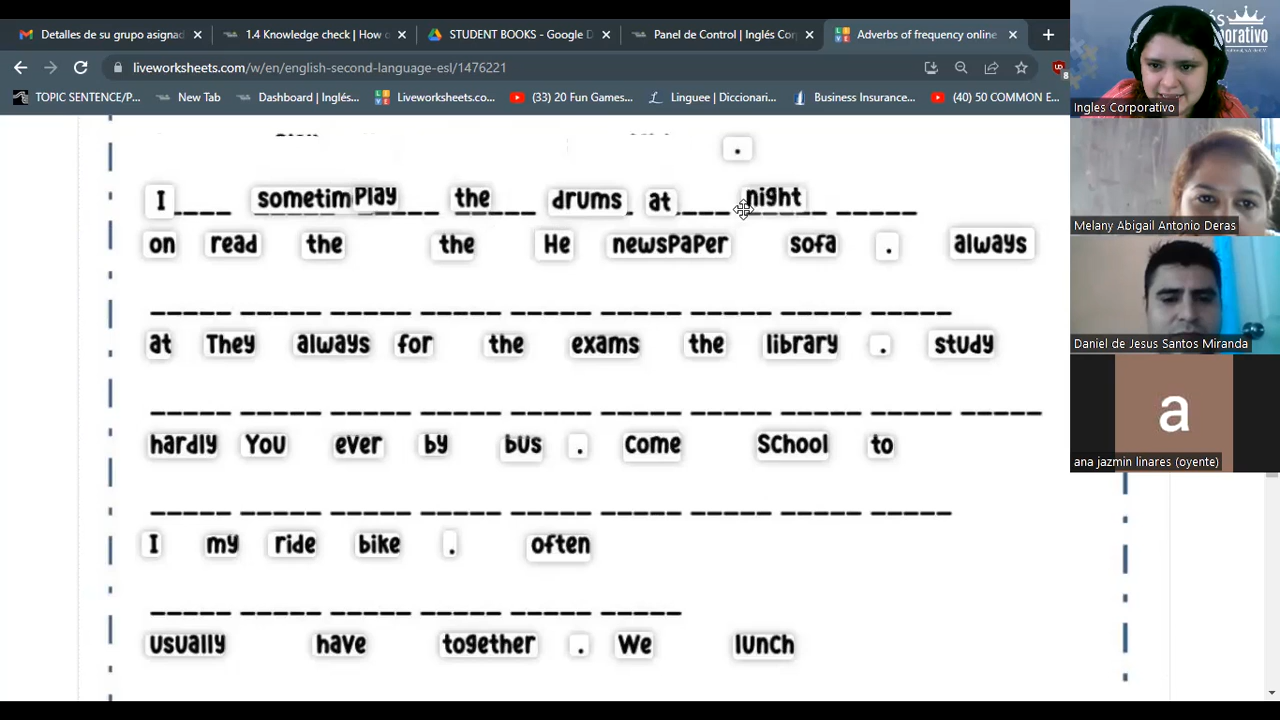 Detalles de su grupo asignad
1.4 Knowledge check | How o
STUDENT BOOKS - Google D
Panel de Control | Inglés Cor
Adverbs of frequency online
liveworksheets.com/w/en/english-second-language-esl/1476221
TOPIC SENTENCE/P...
New Tab
Dashboard | Inglés...
Liveworksheets.co...
(33) 20 Fun Games...
Linguee | Diccionari...
Business Insurance...
(40) 50 COMMON E...
8
.
I sometim Play the drums at night
on read the the He newspaper sofa . always
at They always for the exams the library . study
hardly You ever by bus . come School to
I my ride bike . often
usually have together . We lunch
Ingles Corporativo
Melany Abigail Antonio Deras
Daniel de Jesus Santos Miranda
a
ana jazmin linares (oyente)